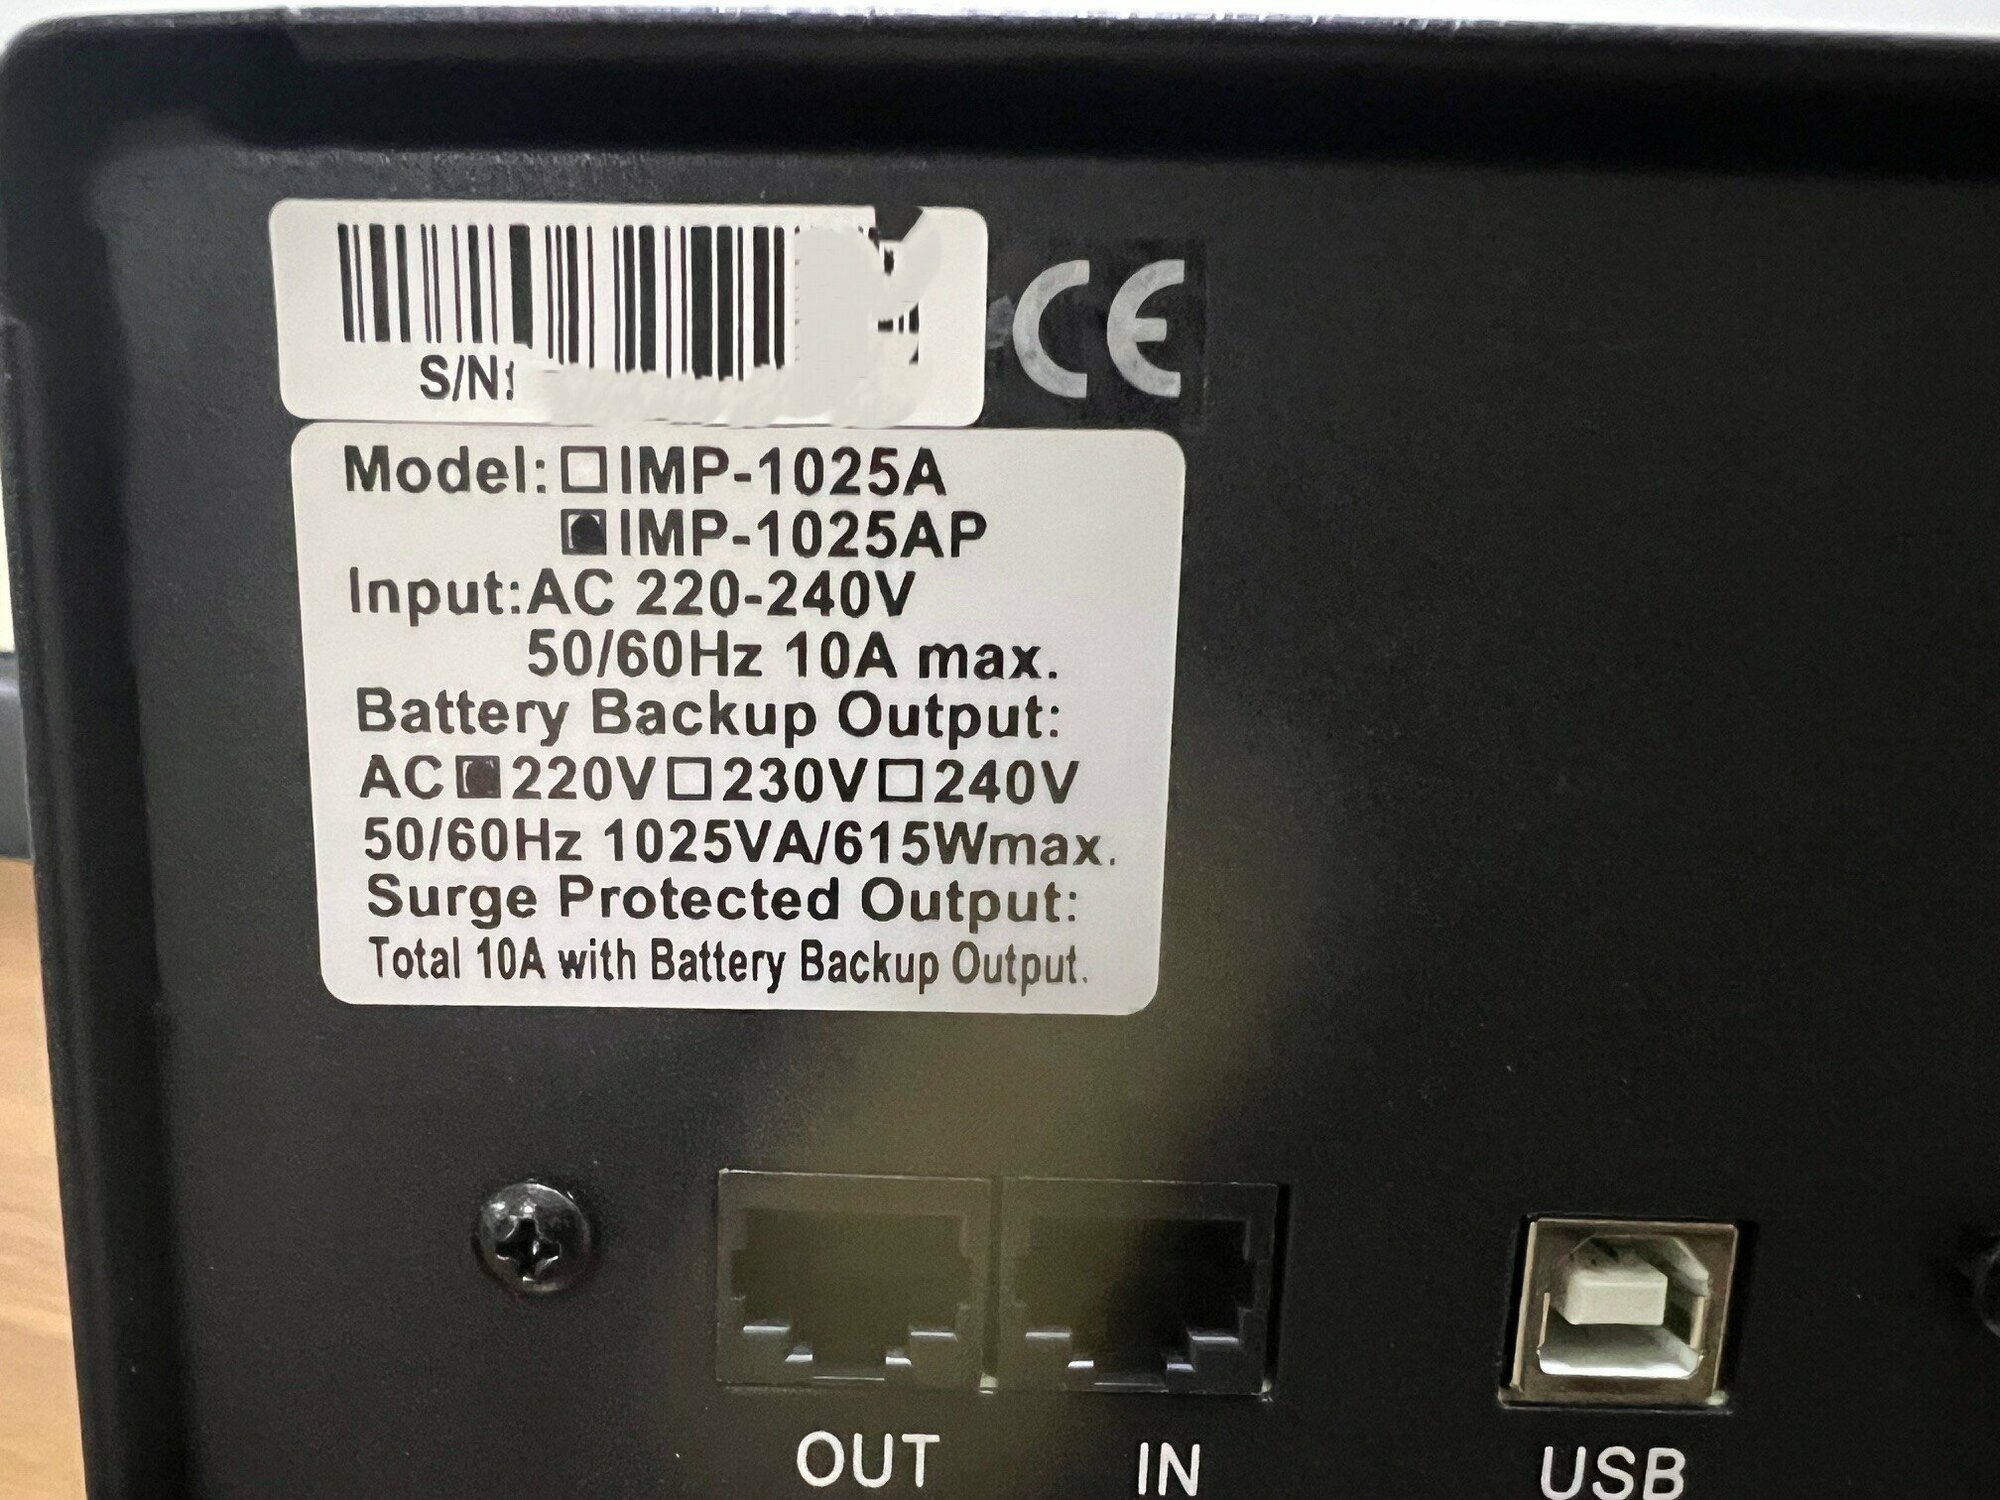 S/N:
CE
Model: □IMP-1025A
■IMP-1025AP
Input: AC 220-240V
50/60Hz 10A max.
Battery Backup Output:
AC ■220V □230V □240V
50/60Hz 1025VA/615Wmax.
Surge Protected Output:
Total 10A with Battery Backup Output.
OUT IN USB